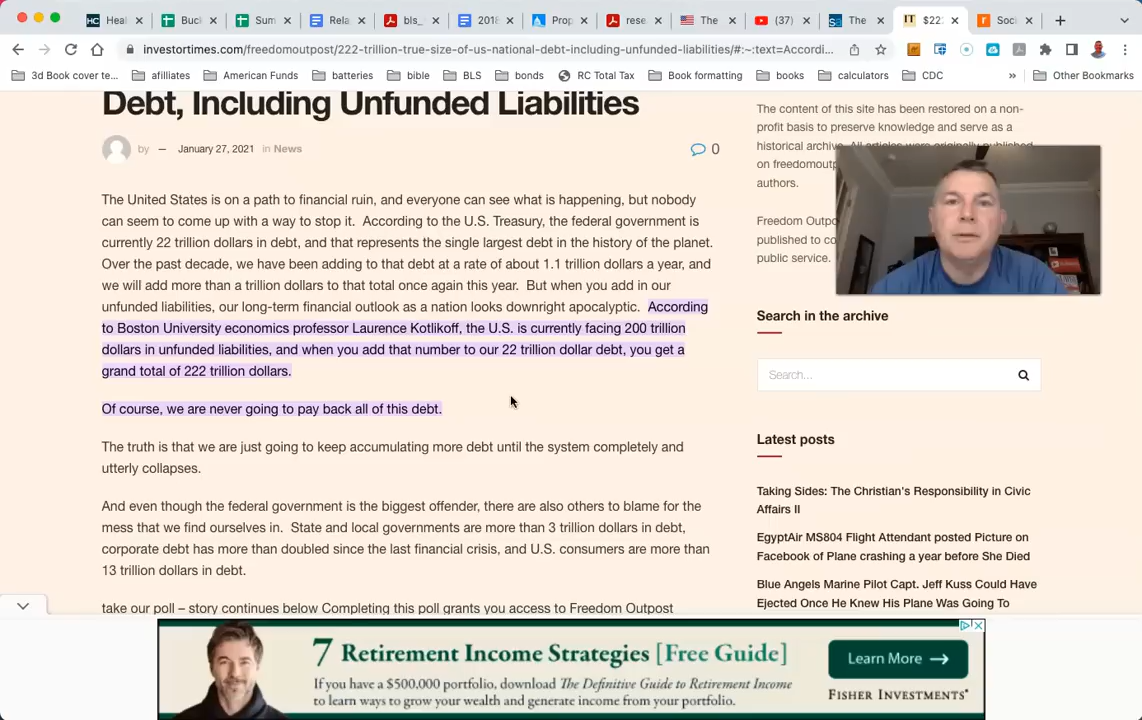 Heal
Buck
Sum
Rela
bls_
2018
Prop
rese
The
(37)
The
$22
Soci
investortimes.com/freedomoutpost/222-trillion-true-size-of-us-national-debt-including-unfunded-liabilities/#:~:text=Accordi...
3d Book cover te...
afiliates
American Funds
batteries
bible
BLS
bonds
RC Total Tax
Book formatting
books
calculators
CDC
»
Other Bookmarks
Debt, Including Unfunded Liabilities
by — January 27, 2021 in News
0
The United States is on a path to financial ruin, and everyone can see what is happening, but nobody
can seem to come up with a way to stop it. According to the U.S. Treasury, the federal government is
currently 22 trillion dollars in debt, and that represents the single largest debt in the history of the planet.
Over the past decade, we have been adding to that debt at a rate of about 1.1 trillion dollars a year, and
we will add more than a trillion dollars to that total once again this year. But when you add in our
unfunded liabilities, our long-term financial outlook as a nation looks downright apocalyptic. According
to Boston University economics professor Laurence Kotlikoff, the U.S. is currently facing 200 trillion
dollars in unfunded liabilities, and when you add that number to our 22 trillion dollar debt, you get a
grand total of 222 trillion dollars.
Of course, we are never going to pay back all of this debt.
The truth is that we are just going to keep accumulating more debt until the system completely and
utterly collapses.
And even though the federal government is the biggest offender, there are also others to blame for the
mess that we find ourselves in. State and local governments are more than 3 trillion dollars in debt,
corporate debt has more than doubled since the last financial crisis, and U.S. consumers are more than
13 trillion dollars in debt.
take our poll – story continues below Completing this poll grants you access to Freedom Outpost
The content of this site has been restored on a non-
profit basis to preserve knowledge and serve as a
historical archive. All articles were originally
on freedomoutp
authors.
Freedom Outpo
published to co
public service.
Search in the archive
Search...
Latest posts
Taking Sides: The Christian's Responsibility in Civic
Affairs II
EgyptAir MS804 Flight Attendant posted Picture on
Facebook of Plane crashing a year before She Died
Blue Angels Marine Pilot Capt. Jeff Kuss Could Have
Ejected Once He Knew His Plane Was Going To
7 Retirement Income Strategies [Free Guide]
If you have a $500,000 portfolio, download The Definitive Guide to Retirement Income
to learn ways to grow your wealth and generate income from your portfolio.
Learn More →
FISHER INVESTMENTS®